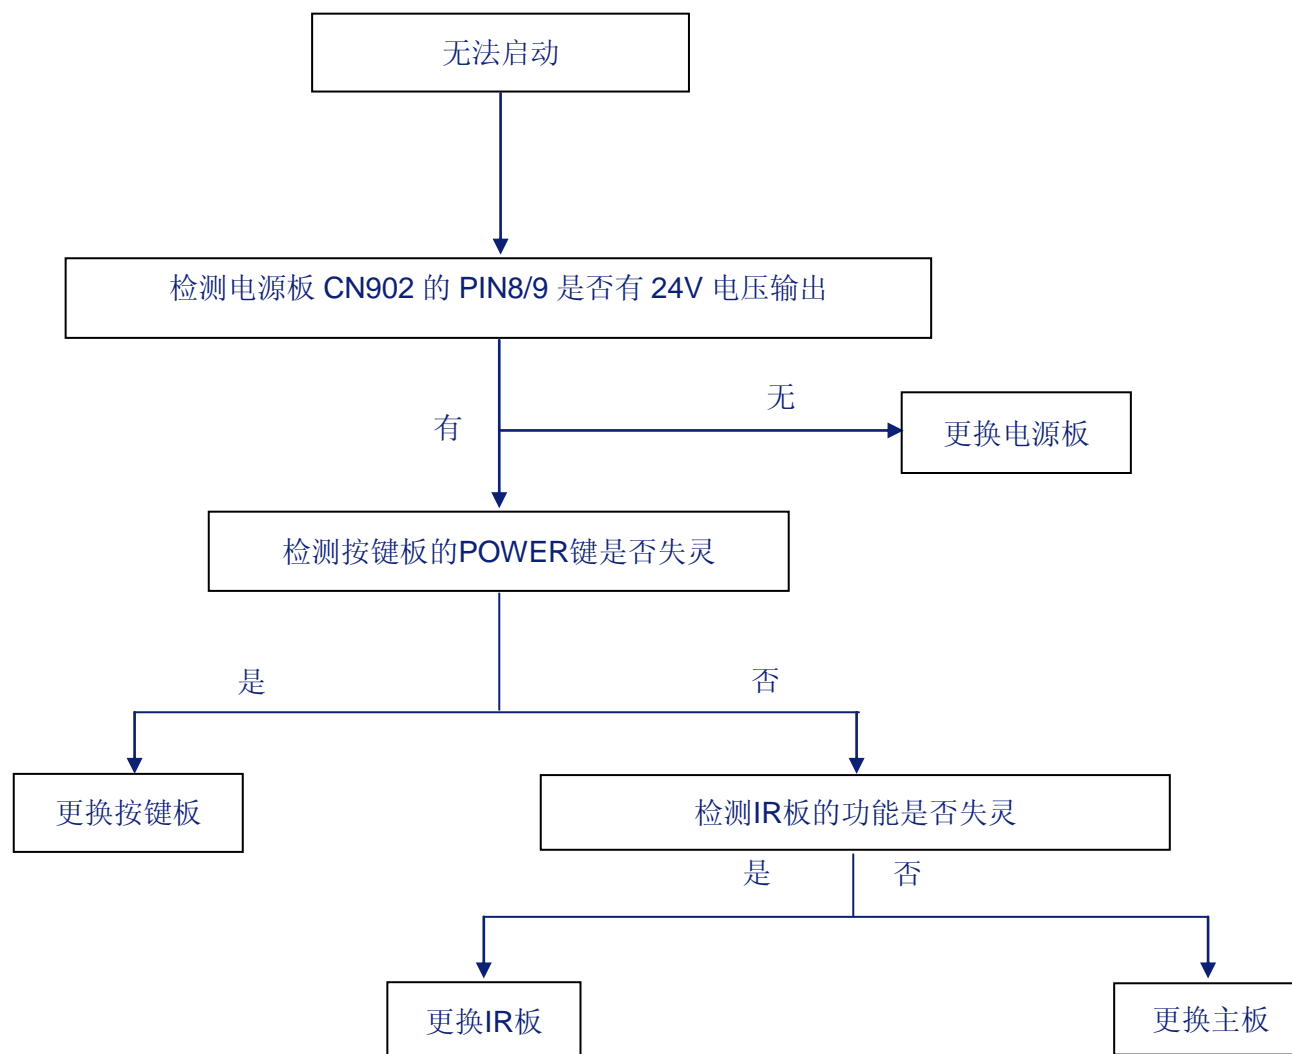 无法启动
检测电源板 CN902 的 PIN8/9 是否有 24V 电压输出
无
有
更换电源板
检测按键板的POWER键是否失灵
是
否
更换按键板
检测IR板的功能是否失灵
是
否
更换IR板
更换主板